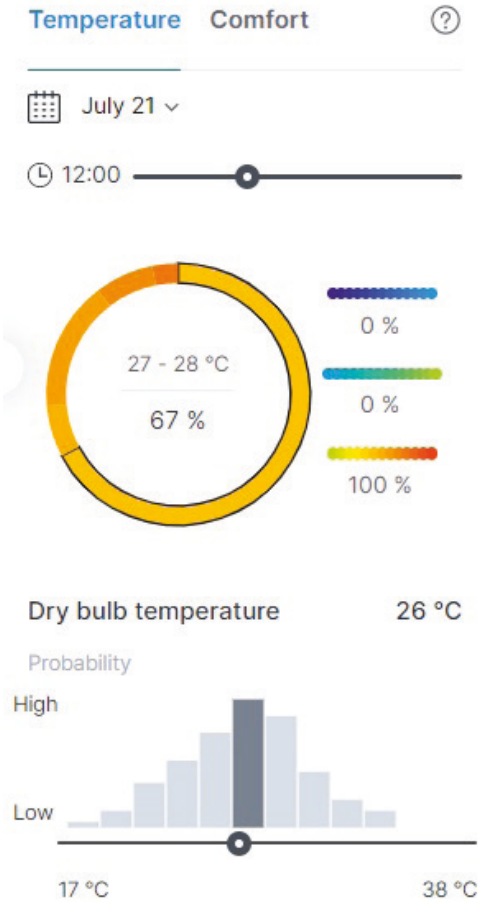 Temperature Comfort ?
July 21
12:00
27 - 28 °C
67 %
0 %
0 %
100 %
Dry bulb temperature 26 °C
Probability
High
Low
17 °C 38 °C